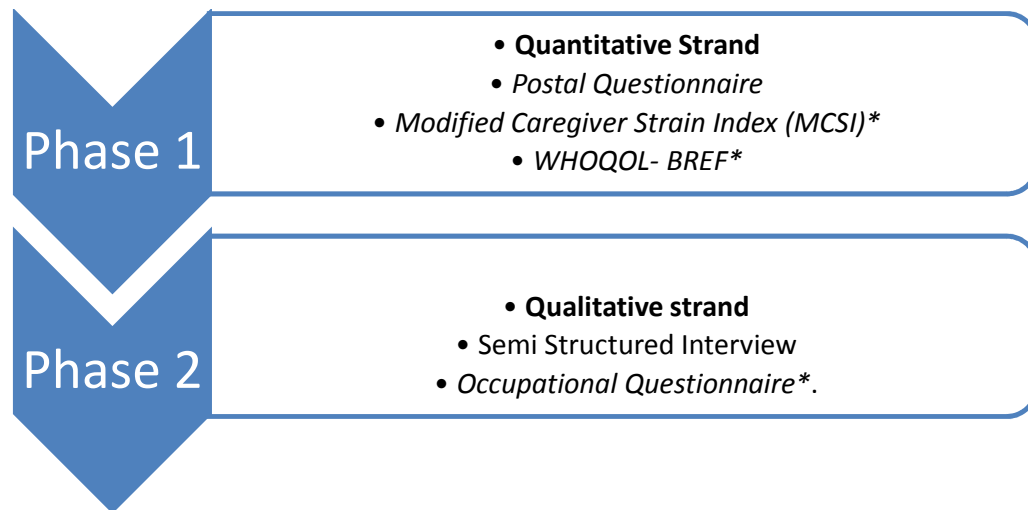 Phase 1
• Quantitative Strand
• Postal Questionnaire
• Modified Caregiver Strain Index (MCSI)*
• WHOQOL- BREF*
Phase 2
• Qualitative strand
• Semi Structured Interview
• Occupational Questionnaire*.